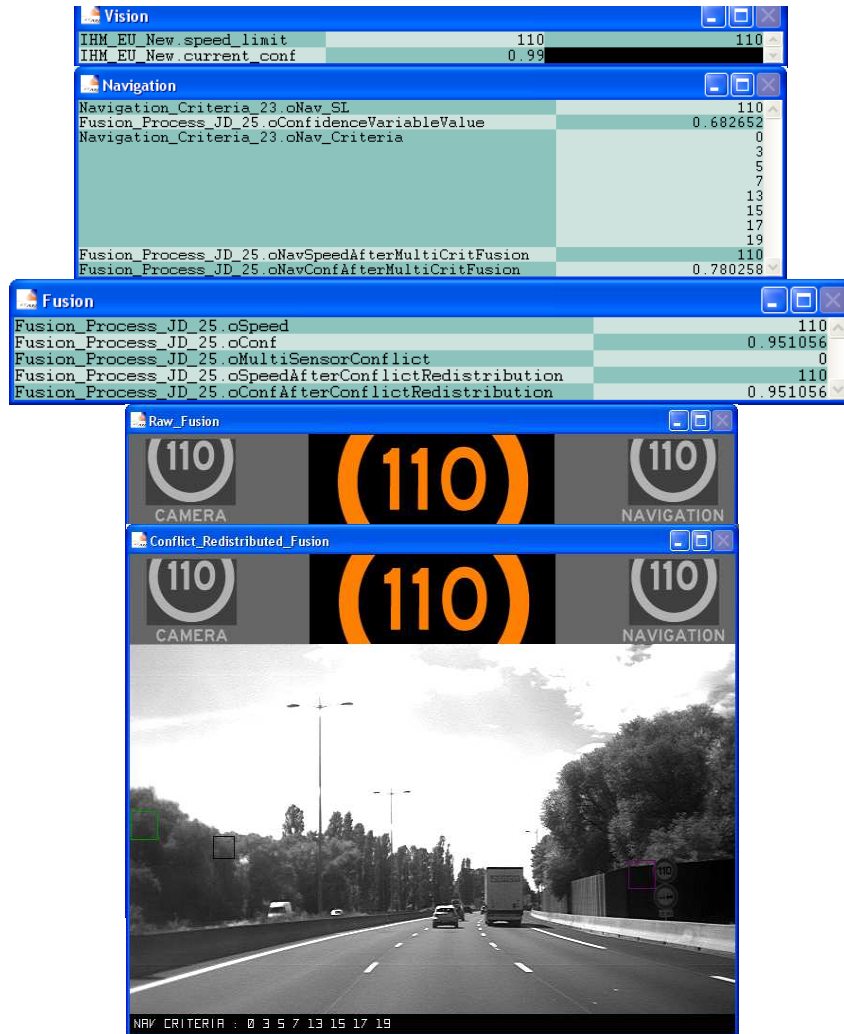 Vision
IHM_EU_New.speed_limit 110 110
IHM_EU_New.current_conf 0.99
Navigation
Navigation_Criteria_23.oNav_SL 110
Fusion_Process_JD_25.oConfidenceVariableValue 0.682652
Navigation_Criteria_23.oNav_Criteria 0
3
5
7
13
15
17
19
Fusion_Process_JD_25.oNavSpeedAfterMultiCritFusion 110
Fusion_Process_JD_25.oNavConfAfterMultiCritFusion 0.780258
Fusion
Fusion_Process_JD_25.oSpeed 110
Fusion_Process_JD_25.oConf 0.951056
Fusion_Process_JD_25.oMultiSensorConflict 0
Fusion_Process_JD_25.oSpeedAfterConflictRedistribution 110
Fusion_Process_JD_25.oConfAfterConflictRedistribution 0.951056
Raw_Fusion
110 110 110
CAMERA NAVIGATION
Conflict_Redistributed_Fusion
110 110 110
CAMERA NAVIGATION
110
NAV CRITERIA : 0 3 5 7 13 15 17 19